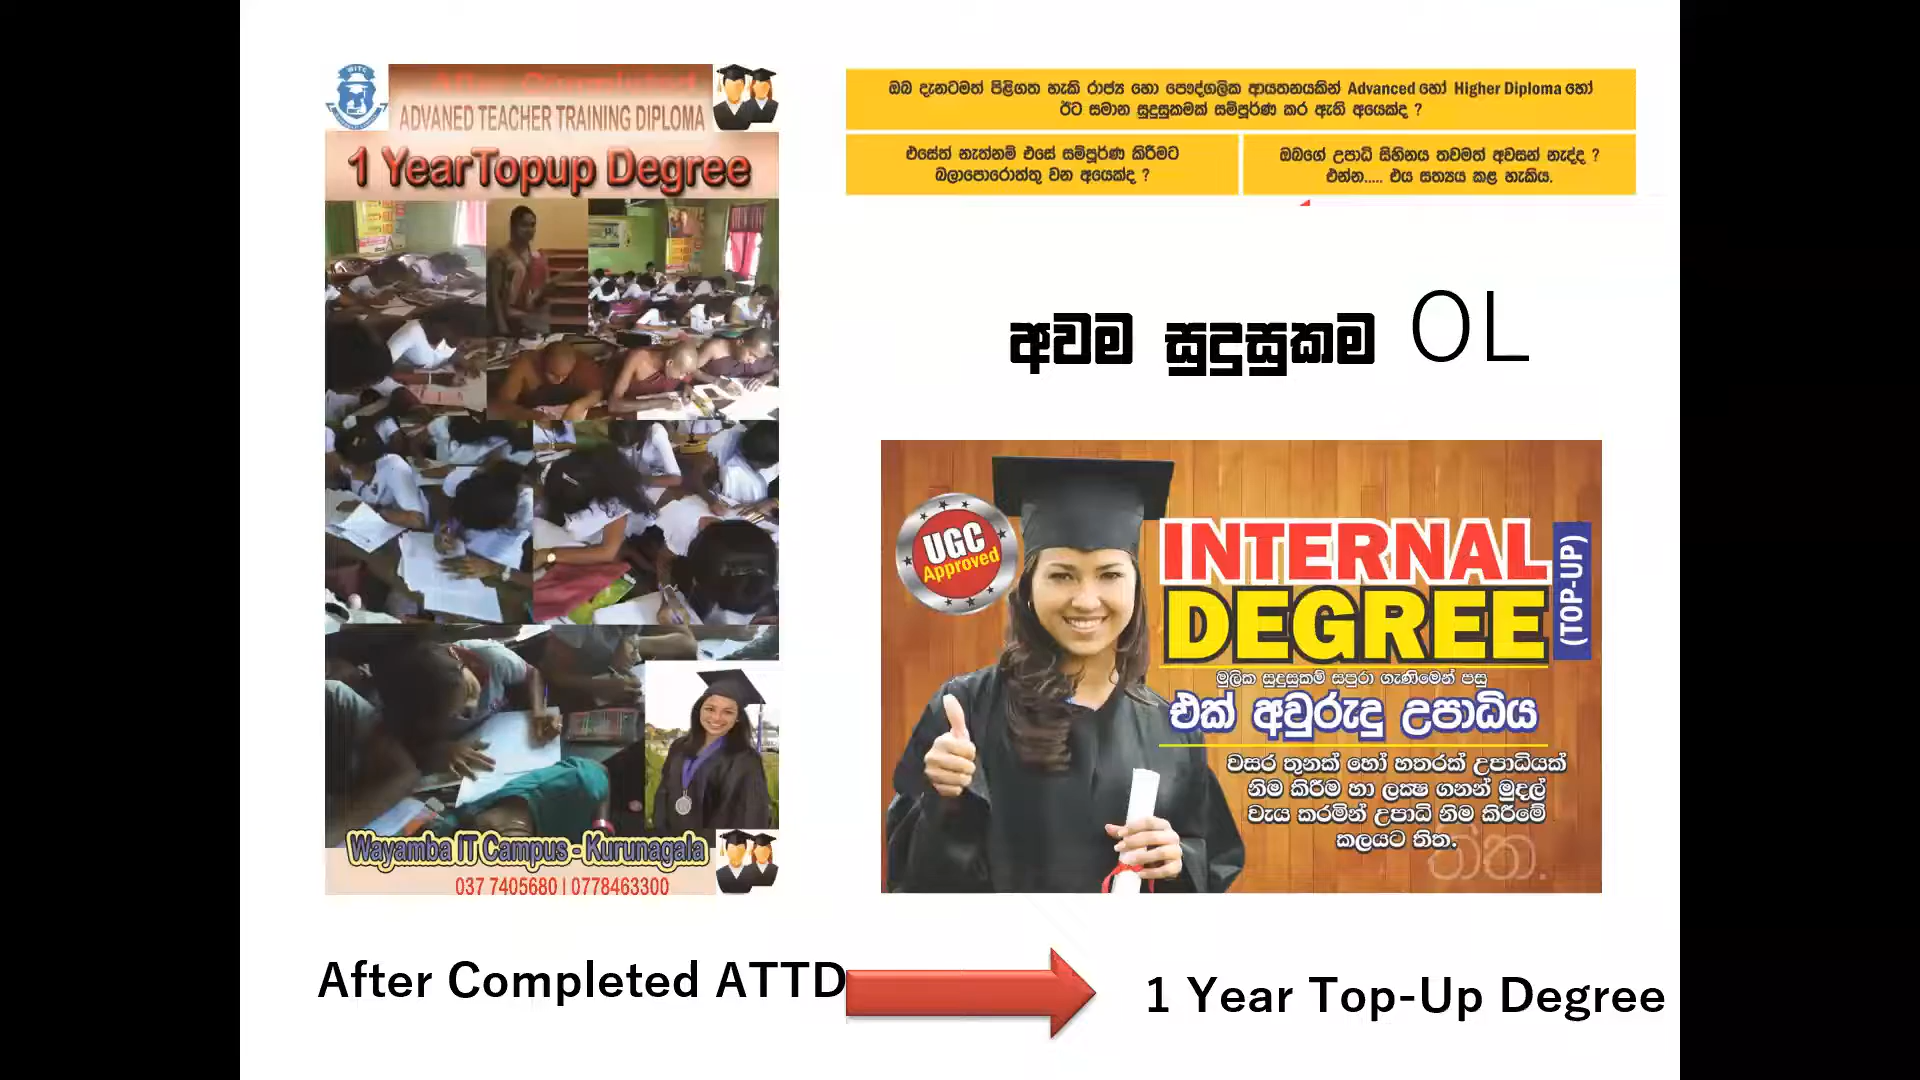 WITC
After Completed
ADVANED TEACHER TRAINING DIPLOMA
1 YearTopup Degree
Wayamba IT Campus - Kurunagala
037 7405680 | 0778463300
ඔබ දැනටමත් පිළිගත හැකි රාජ්‍ය හො පෞද්ගලික ආයතනයකින් Advanced හෝ Higher Diploma හෝ
ඊට සමාන සුදුසුකමක් සම්පූර්ණ කර ඇති අයෙක්ද ?
එසේත් නැත්නම් එසේ සම්පූර්ණ කිරීමට
බලාපොරොත්තු වන අයෙක්ද ?
ඔබගේ උපාධි සිහිනය තවමත් අවසන් නැද්ද ?
එන්න..... එය සත්‍යය කළ හැකිය.
අවම සුදුසුකම OL
UGC
Approved
INTERNAL
DEGREE
(TOP-UP)
මුලික සුදුසුකම් සපුරා ගැණීමෙන් පසු
එක් අවුරුදු උපාධිය
වසර තුනක් හෝ හතරක් උපාධියක්
නිම කිරීම හා ලක්‍ෂ ගනන් මුදල්
වැය කරමින් උපාධි නිම කිරීමේ
කලයට තිත.
තිත.
After Completed ATTD
1 Year Top-Up Degree